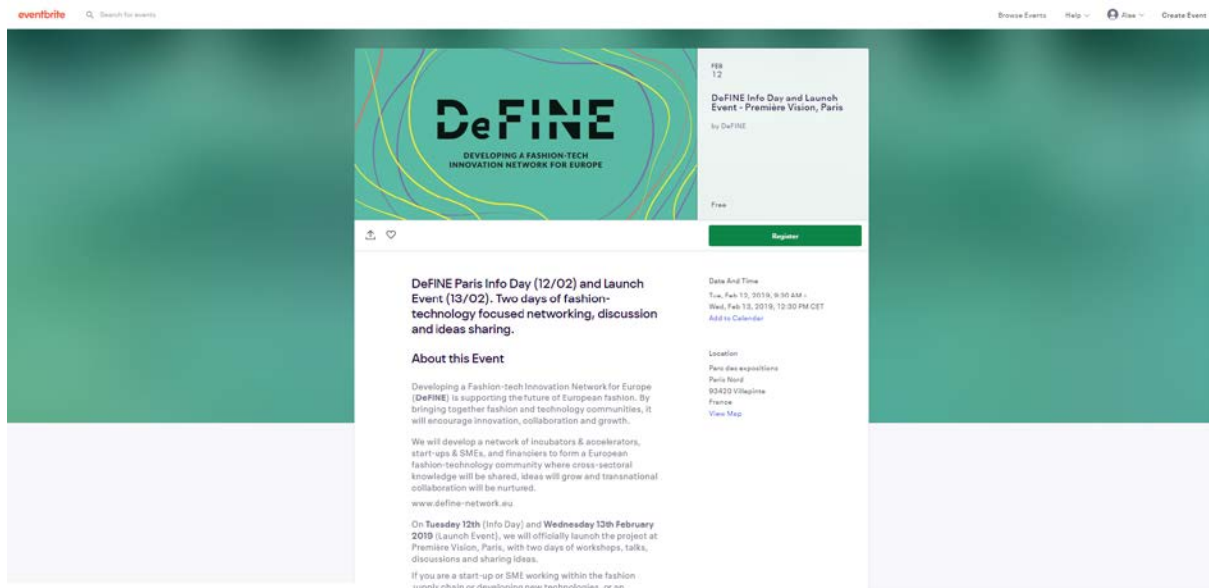 eventbrite
Search for events
Browse Events
Help
Alee
Create Event
DeFINE
DEVELOPING A FASHION-TECH
INNOVATION NETWORK FOR EUROPE
FEB
12
DeFINE Info Day and Launch
Event - Première Vision, Paris
by DeFINE
Free
Register
DeFINE Paris Info Day (12/02) and Launch
Event (13/02). Two days of fashion-
technology focused networking, discussion
and ideas sharing.
About this Event
Developing a Fashion-tech Innovation Network for Europe
(DeFINE) is supporting the future of European fashion. By
bringing together fashion and technology communities, it
will encourage innovation, collaboration and growth.
We will develop a network of incubators & accelerators,
start-ups & SMEs, and financiers to form a European
fashion-technology community where cross-sectoral
knowledge will be shared, ideas will grow and transnational
collaboration will be nurtured.
www.define-network.eu
On Tuesday 12th (Info Day) and Wednesday 13th February
2019 (Launch Event), we will officially launch the project at
Première Vision, Paris, with two days of workshops, talks,
discussions and sharing ideas.
If you are a start-up or SME working within the fashion
supply chain or developing new technologies, or an
Date And Time
Tue, Feb 12, 2019, 9:30 AM -
Wed, Feb 13, 2019, 12:30 PM CET
Add to Calendar
Location
Parc des expositions
Paris Nord
93420 Villepinte
France
View Map